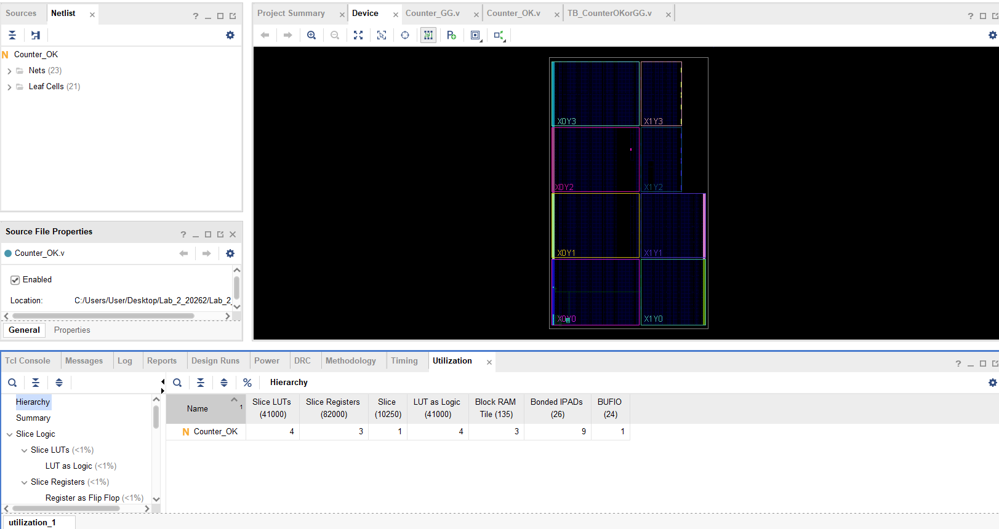 Sources
Netlist
Counter_OK
Nets (23)
Leaf Cells (21)
Source File Properties
Counter_OK.v
Enabled
Location: C:/Users/User/Desktop/Lab_2_20262/Lab_2_
General Properties
Project Summary
Device
Counter_GG.v
Counter_OK.v
TB_CounterOKorGG.v
X0Y3 X1Y3
X0Y2 X1Y2
X0Y1 X1Y1
X0Y0 X1Y0
Tcl Console Messages Log Reports Design Runs Power DRC Methodology Timing Utilization
Hierarchy
Hierarchy
Summary
Slice Logic
Slice LUTs (<1%)
LUT as Logic (<1%)
Slice Registers (<1%)
Register as Flip Flop (<1%)
Name 1 Slice LUTs (41000) Slice Registers (82000) Slice (10250) LUT as Logic (41000) Block RAM Tile (135) Bonded IPADs (26) BUFIO (24)
N Counter_OK 4 3 1 4 3 9 1
utilization_1